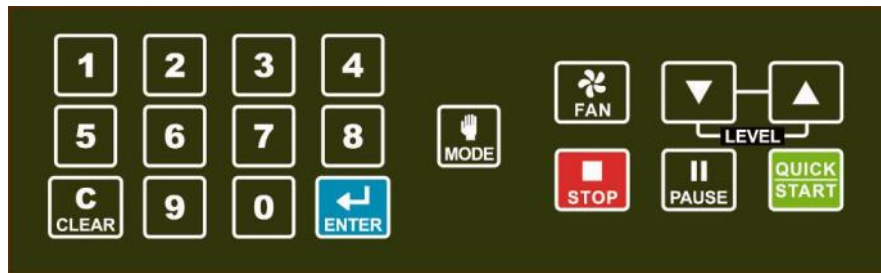 1 2 3 4
FAN
5 6 7 8
MODE
LEVEL
C
CLEAR
9 0
ENTER
STOP
PAUSE
QUICK
START